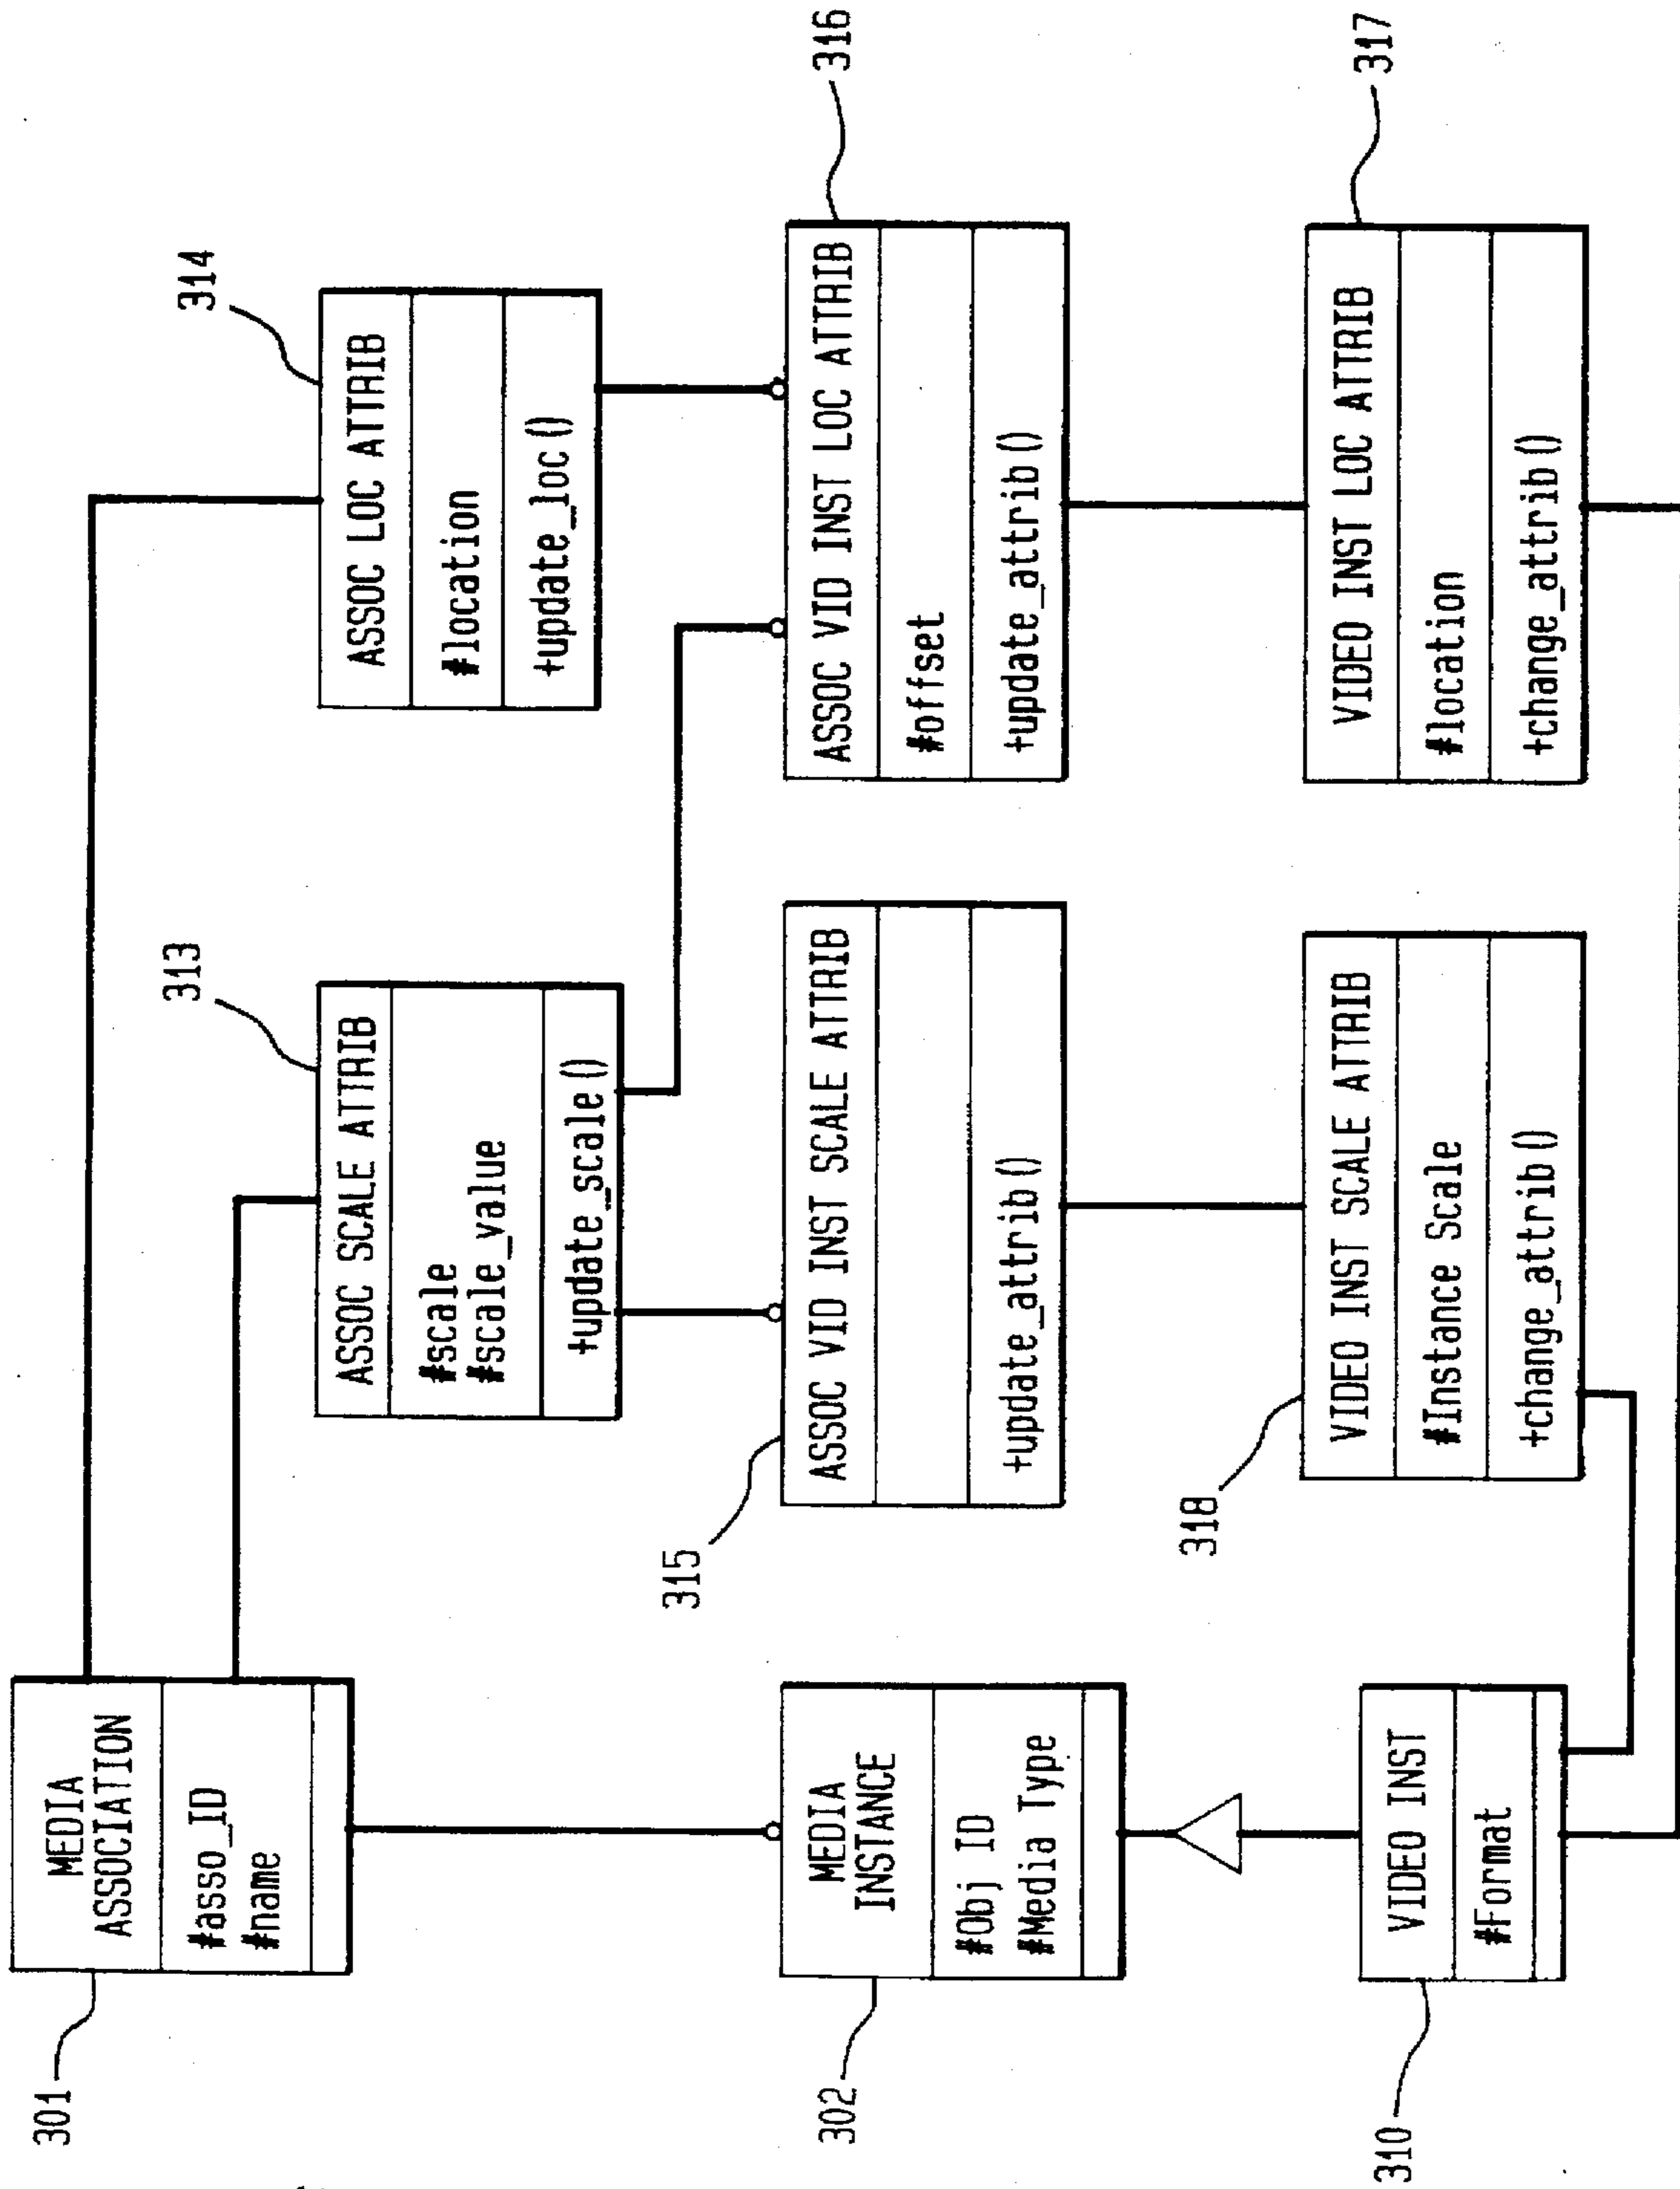 301
MEDIA
ASSOCIATION
#asso_ID
#name
313
ASSOC SCALE ATTRIB
#scale
#scale_value
+update_scale()
314
ASSOC LOC ATTRIB
#location
+update_loc()
302
MEDIA
INSTANCE
#Obj ID
#Media Type
315
ASSOC VID INST SCALE ATTRIB
+update_attrib()
316
ASSOC VID INST LOC ATTRIB
#offset
+update_attrib()
310
VIDEO INST
#Format
318
VIDEO INST SCALE ATTRIB
#Instance Scale
+change_attrib()
317
VIDEO INST LOC ATTRIB
#location
+change_attrib()